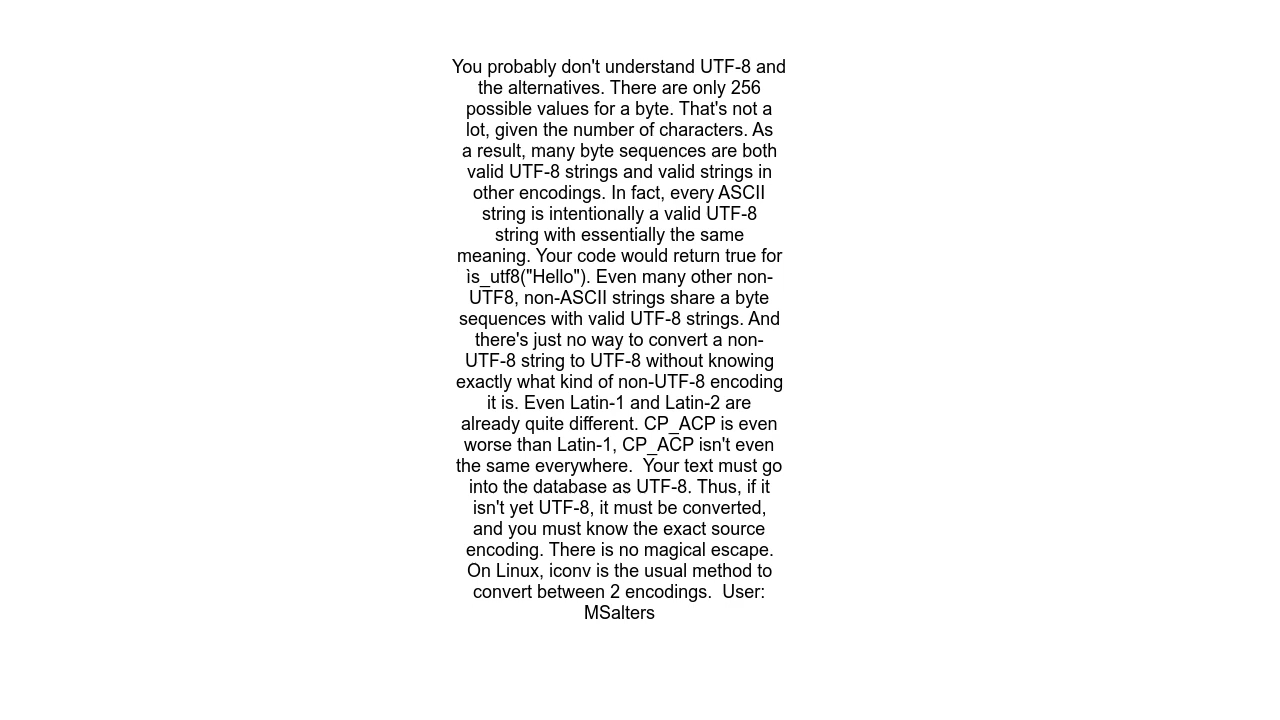 You probably don't understand UTF-8 and
the alternatives. There are only 256
possible values for a byte. That's not a
lot, given the number of characters. As
a result, many byte sequences are both
valid UTF-8 strings and valid strings in
other encodings. In fact, every ASCII
string is intentionally a valid UTF-8
string with essentially the same
meaning. Your code would return true for
ìs_utf8("Hello"). Even many other non-
UTF8, non-ASCII strings share a byte
sequences with valid UTF-8 strings. And
there's just no way to convert a non-
UTF-8 string to UTF-8 without knowing
exactly what kind of non-UTF-8 encoding
it is. Even Latin-1 and Latin-2 are
already quite different. CP_ACP is even
worse than Latin-1, CP_ACP isn't even
the same everywhere.  Your text must go
into the database as UTF-8. Thus, if it
isn't yet UTF-8, it must be converted,
and you must know the exact source
encoding. There is no magical escape.
On Linux, iconv is the usual method to
convert between 2 encodings.  User:
MSalters